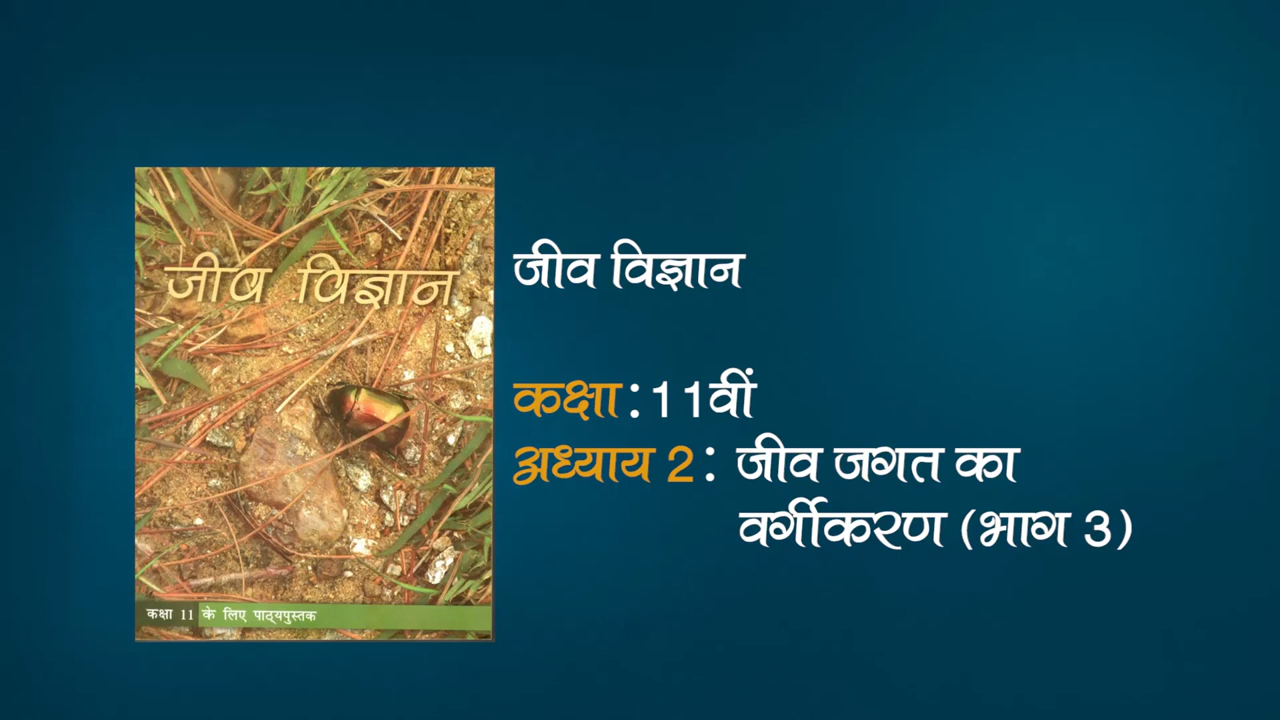 जीव विज्ञान
कक्षा 11 के लिए पाठ्यपुस्तक
जीव विज्ञान
कक्षा : 11वीं
अध्याय 2 : जीव जगत का
वर्गीकरण (भाग 3)